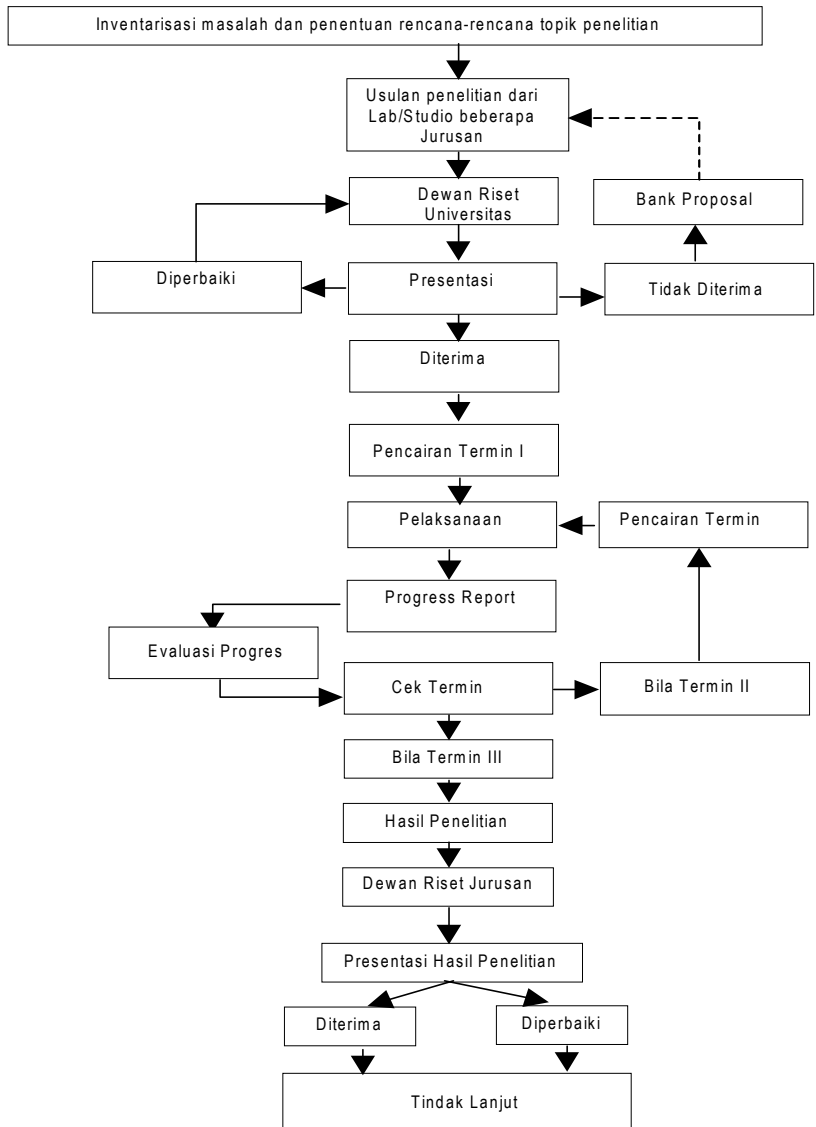 Inventarisasi masalah dan penentuan rencana-rencana topik penelitian
Usulan penelitian dari
Lab/Studio beberapa
Jurusan
Dewan Riset
Universitas
Bank Proposal
Diperbaiki
Presentasi
Tidak Diterima
Diterima
Pencairan Termin I
Pelaksanaan
Pencairan Termin
Progress Report
Evaluasi Progres
Cek Termin
Bila Termin II
Bila Termin III
Hasil Penelitian
Dewan Riset Jurusan
Presentasi Hasil Penelitian
Diterima
Diperbaiki
Tindak Lanjut